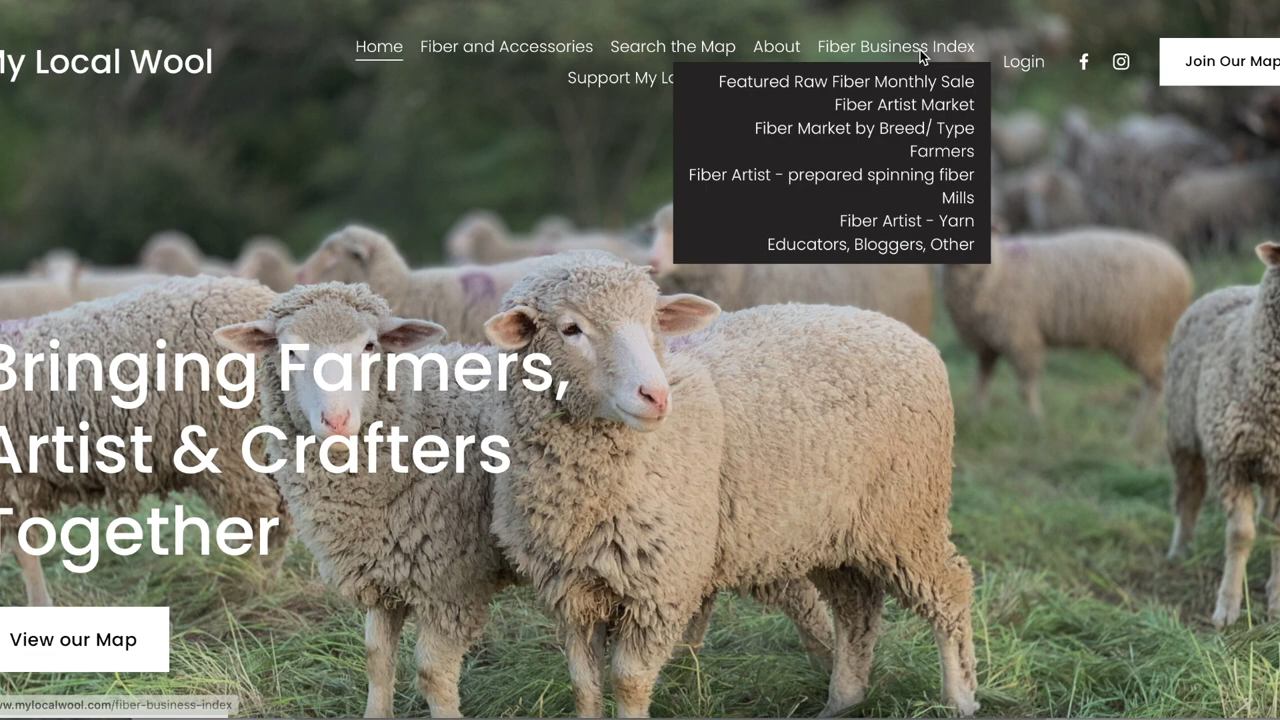 My Local Wool
Home Fiber and Accessories Search the Map About Fiber Business Index
Support My Lo
Login
Join Our Map
Featured Raw Fiber Monthly Sale
Fiber Artist Market
Fiber Market by Breed/ Type
Farmers
Fiber Artist - prepared spinning fiber
Mills
Fiber Artist - Yarn
Educators, Bloggers, Other
Bringing Farmers,
Artist & Crafters
Together
View our Map
ww.mylocalwool.com/fiber-business-index